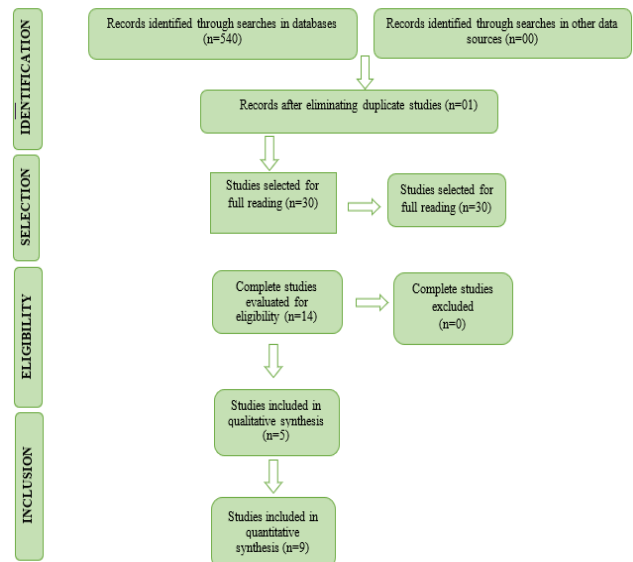 IDENTIFICATION
Records identified through searches in databases
(n=540)
Records identified through searches in other data
sources (n=00)
Records after eliminating duplicate studies (n=01)
SELECTION
Studies selected for
full reading (n=30)
Studies selected for
full reading (n=30)
ELIGIBILITY
Complete studies
evaluated for
eligibility (n=14)
Complete studies
excluded
(n=0)
INCLUSION
Studies included in
qualitative synthesis
(n=5)
Studies included in
quantitative
synthesis (n=9)